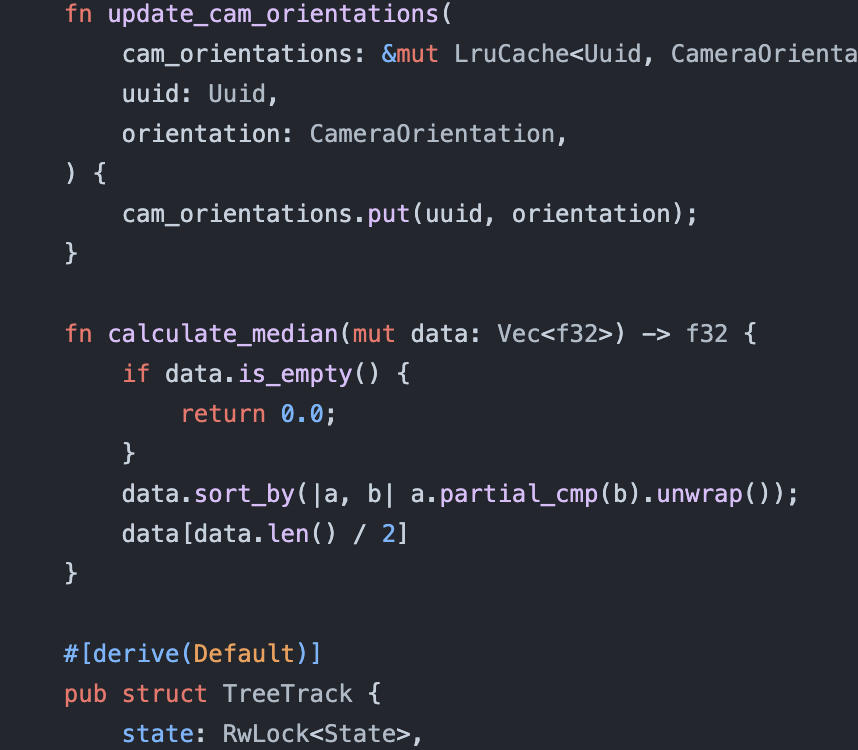 fn update_cam_orientations(
    cam_orientations: &mut LruCache<Uuid, CameraOrienta
    uuid: Uuid,
    orientation: CameraOrientation,
) {
    cam_orientations.put(uuid, orientation);
}

fn calculate_median(mut data: Vec<f32>) -> f32 {
    if data.is_empty() {
        return 0.0;
    }
    data.sort_by(|a, b| a.partial_cmp(b).unwrap());
    data[data.len() / 2]
}

#[derive(Default)]
pub struct TreeTrack {
    state: RwLock<State>,